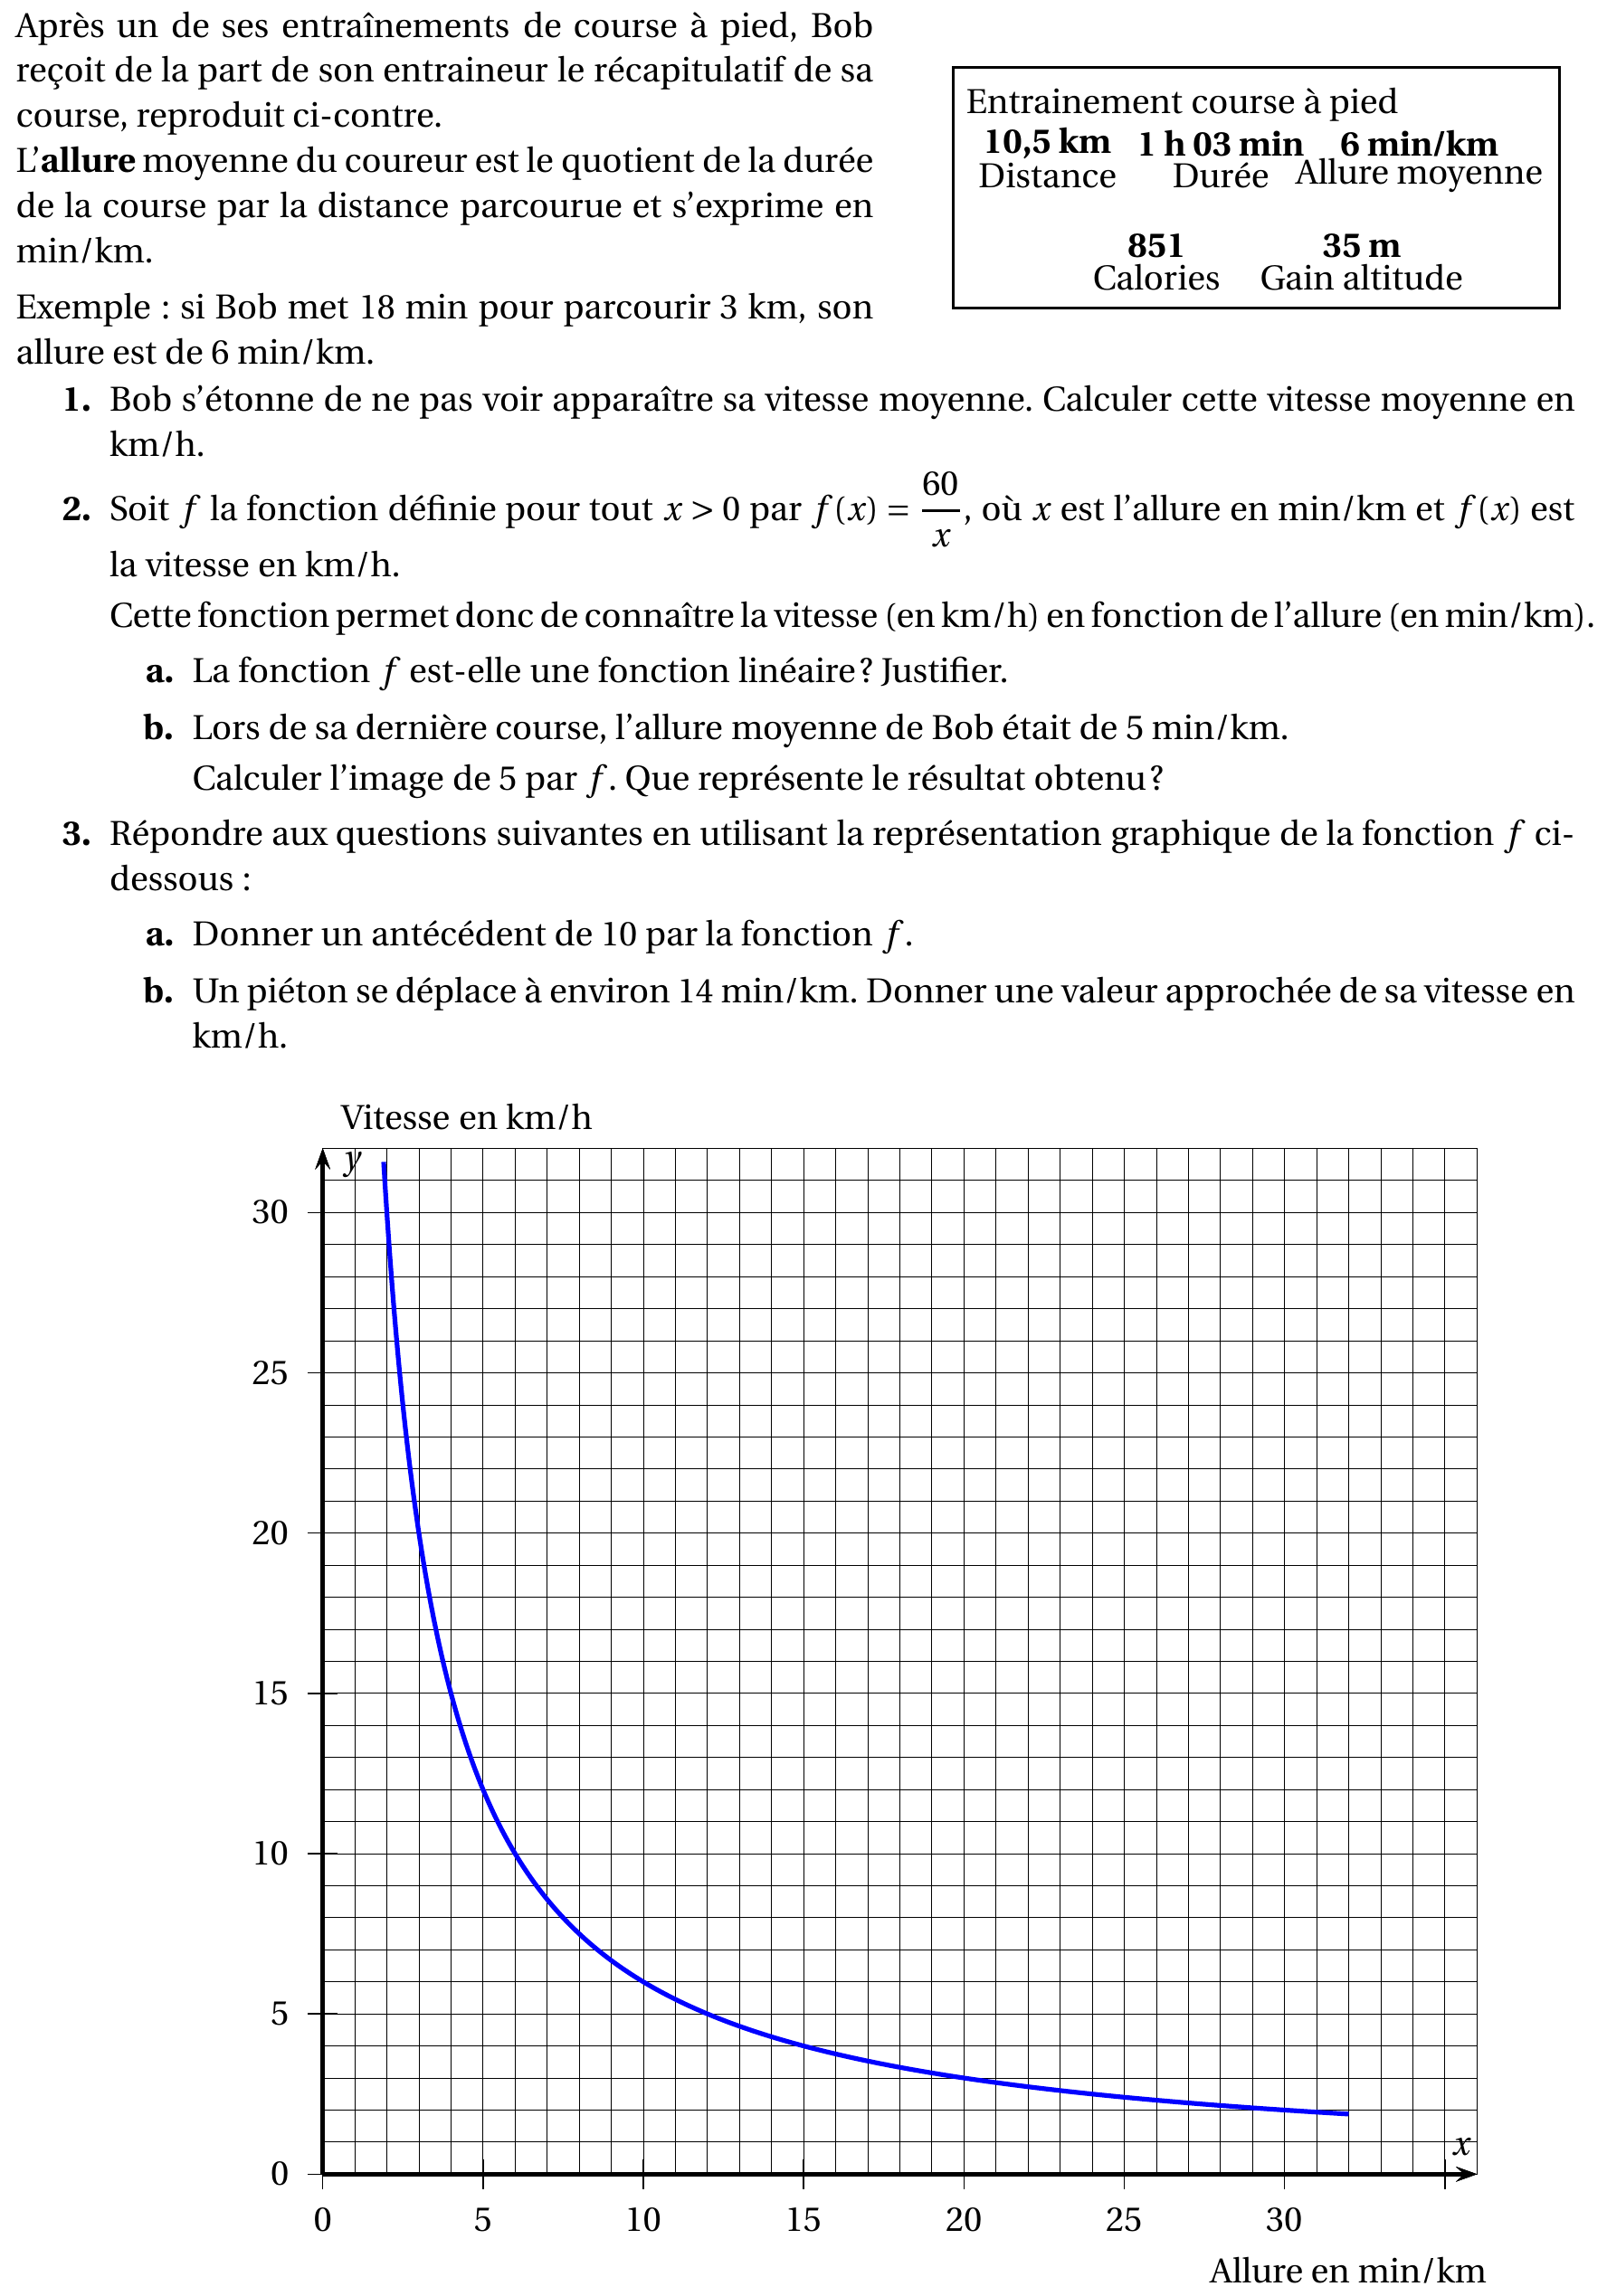 Après un de ses entraînements de course à pied, Bob
reçoit de la part de son entraineur le récapitulatif de sa
course, reproduit ci-contre.
L'allure moyenne du coureur est le quotient de la durée
de la course par la distance parcourue et s'exprime en
min/km.
Exemple : si Bob met 18 min pour parcourir 3 km, son
allure est de 6 min/km.
Entrainement course à pied
10,5 km 1 h 03 min 6 min/km
Distance Durée Allure moyenne
851 35 m
Calories Gain altitude
1. Bob s'étonne de ne pas voir apparaître sa vitesse moyenne. Calculer cette vitesse moyenne en
km/h.
2. Soit f la fonction définie pour tout x > 0 par f(x) = 60/x, où x est l'allure en min/km et f(x) est
la vitesse en km/h.
Cette fonction permet donc de connaître la vitesse (en km/h) en fonction de l'allure (en min/km).
a. La fonction f est-elle une fonction linéaire ? Justifier.
b. Lors de sa dernière course, l'allure moyenne de Bob était de 5 min/km.
Calculer l'image de 5 par f. Que représente le résultat obtenu ?
3. Répondre aux questions suivantes en utilisant la représentation graphique de la fonction f ci-
dessous :
a. Donner un antécédent de 10 par la fonction f.
b. Un piéton se déplace à environ 14 min/km. Donner une valeur approchée de sa vitesse en
km/h.
Vitesse en km/h
y
30
25
20
15
10
5
0
x
0 5 10 15 20 25 30
Allure en min/km